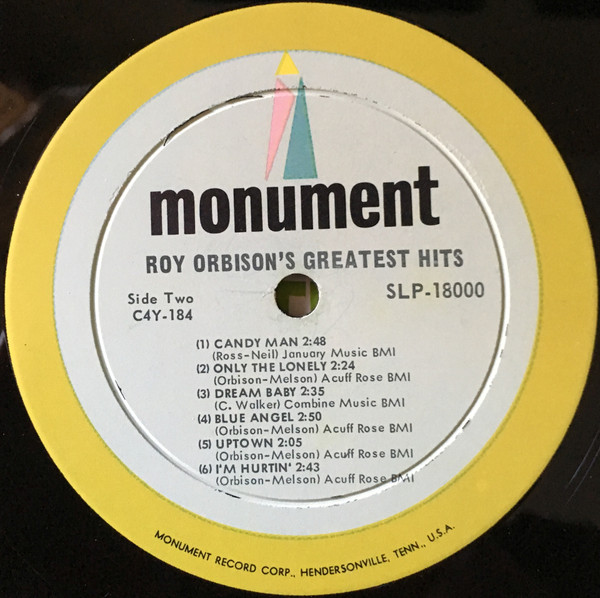 monument
ROY ORBISON'S GREATEST HITS
Side Two
C4Y-184
SLP-18000
(1) CANDY MAN 2:48
(Ross-Neil) January Music BMI
(2) ONLY THE LONELY 2:24
(Orbison-Melson) Acuff Rose BMI
(3) DREAM BABY 2:35
(C. Walker) Combine Music BMI
(4) BLUE ANGEL 2:50
(Orbison-Melson) Acuff Rose BMI
(5) UPTOWN 2:05
(Orbison-Melson) Acuff Rose BMI
(6) I'M HURTIN' 2:43
(Orbison-Melson) Acuff Rose BMI
MONUMENT RECORD CORP., HENDERSONVILLE, TENN., U.S.A.